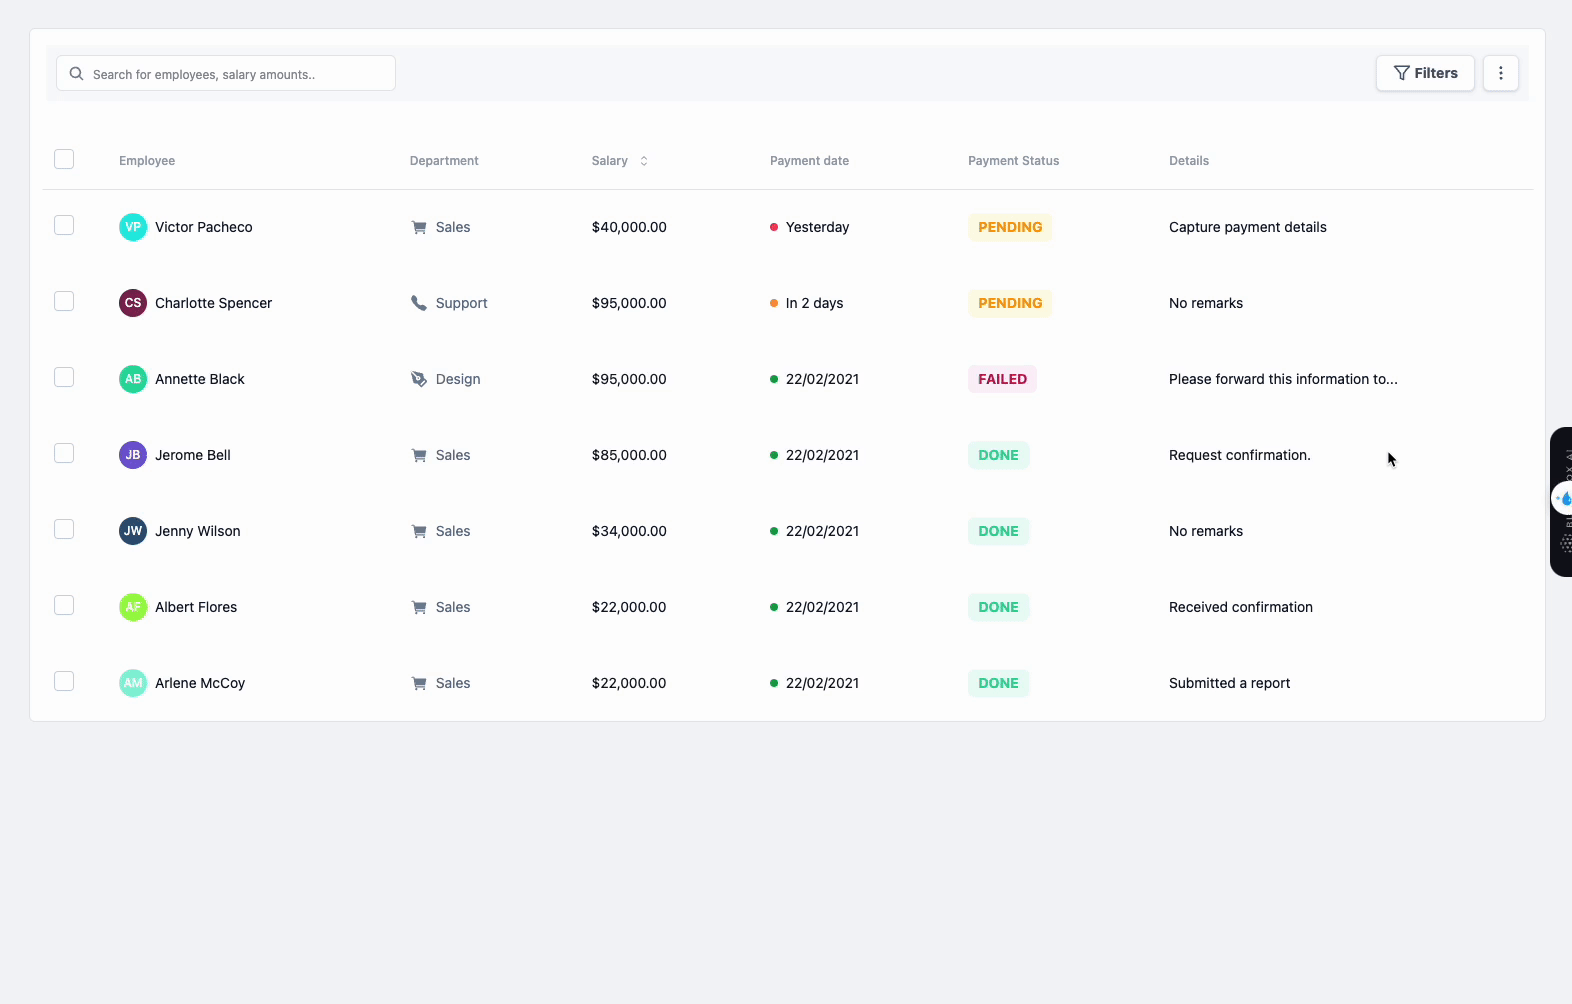 Search for employees, salary amounts..
Filters
Employee Department Salary Payment date Payment Status Details
VP Victor Pacheco Sales $40,000.00 Yesterday PENDING Capture payment details
CS Charlotte Spencer Support $95,000.00 In 2 days PENDING No remarks
AB Annette Black Design $95,000.00 22/02/2021 FAILED Please forward this information to...
JB Jerome Bell Sales $85,000.00 22/02/2021 DONE Request confirmation.
JW Jenny Wilson Sales $34,000.00 22/02/2021 DONE No remarks
AF Albert Flores Sales $22,000.00 22/02/2021 DONE Received confirmation
AM Arlene McCoy Sales $22,000.00 22/02/2021 DONE Submitted a report